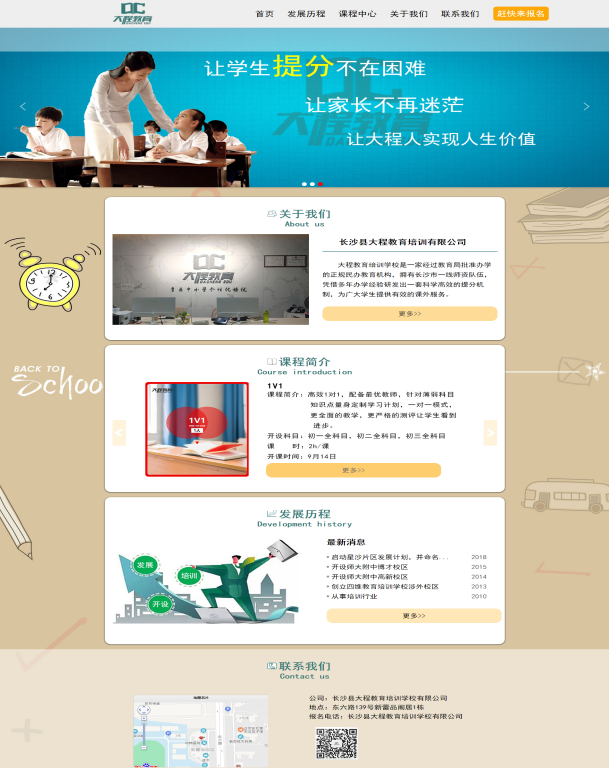 大程教育
DACHENG EDU
首页 发展历程 课程中心 关于我们 联系我们 赶快来报名
让学生提分不在困难
让家长不再迷茫
让大程人实现人生价值
大程教育
关于我们
About us
大程教育
DACHENG EDU
长沙县大程教育培训有限公司
大程教育培训学校是一家经过教育局批准办学
的正规民办教育机构，拥有长沙市一线师资队伍，
凭借多年办学经验研发出一套科学高效的提分机
制，为广大学生提供有效的课外服务。
更多>>
BACK TO
School
课程简介
Course introduction
大程教育
1V1
1V1
课程简介：高效1对1，配备最优教师，针对薄弱科目
知识点量身定制学习计划，一对一模式，
更全面的教学，更严格的测评让学生看到
进步。
开设科目：初一全科目，初二全科目，初三全科目
课 时：2h/课
开课时间：9月14日
更多>>
发展历程
Development history
发展
培训
开设
最新消息
启动星沙片区发展计划，并命名... 2018
开设师大附中博才校区 2015
开设师大附中高新校区 2014
创立四维教育培训学校涉外校区 2013
从事培训行业 2010
更多>>
联系我们
Contact us
公司：长沙县大程教育培训学校有限公司
地点：东六路139号新雷品阁居1栋
报名电话：长沙县大程教育培训学校有限公司